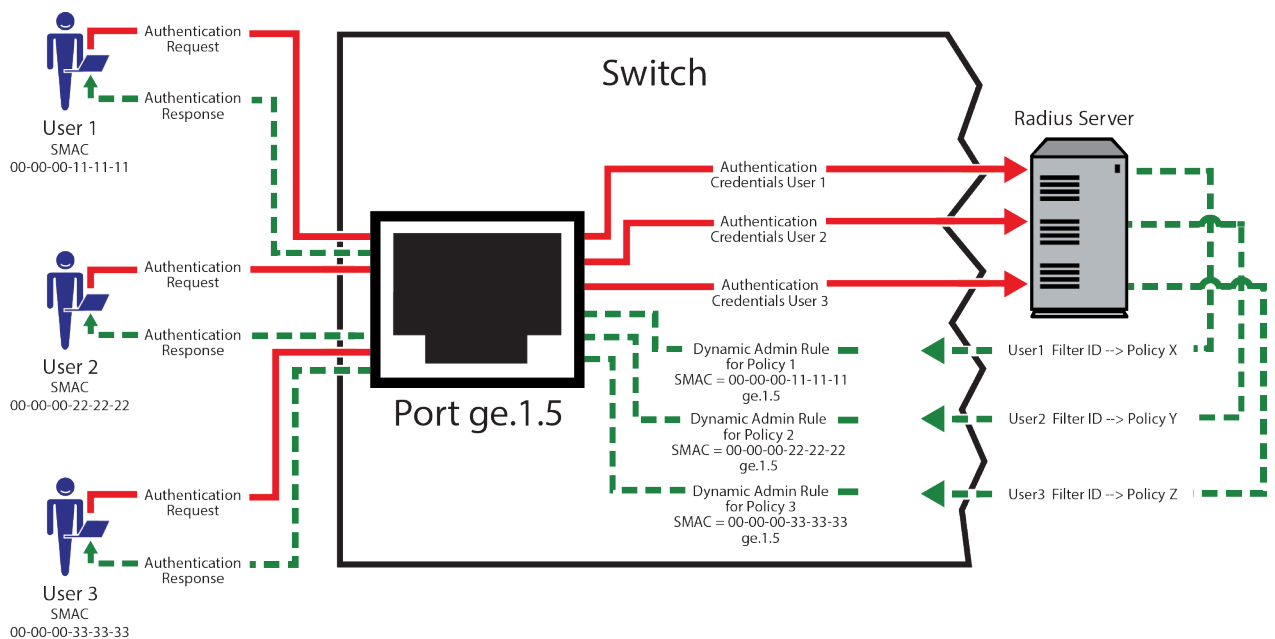 Authentication
Request
Authentication
Response
User 1
SMAC
00-00-00-11-11-11
Authentication
Request
Authentication
Response
User 2
SMAC
00-00-00-22-22-22
Authentication
Request
Authentication
Response
User 3
SMAC
00-00-00-33-33-33
Switch
Port ge.1.5
Authentication
Credentials User 1
Authentication
Credentials User 2
Authentication
Credentials User 3
Radius Server
Dynamic Admin Rule
for Policy 1
SMAC = 00-00-00-11-11-11
ge.1.5
User1 Filter ID --> Policy X
Dynamic Admin Rule
for Policy 2
SMAC = 00-00-00-22-22-22
ge.1.5
User2 Filter ID --> Policy Y
Dynamic Admin Rule
for Policy 3
SMAC = 00-00-00-33-33-33
ge.1.5
User3 Filter ID --> Policy Z